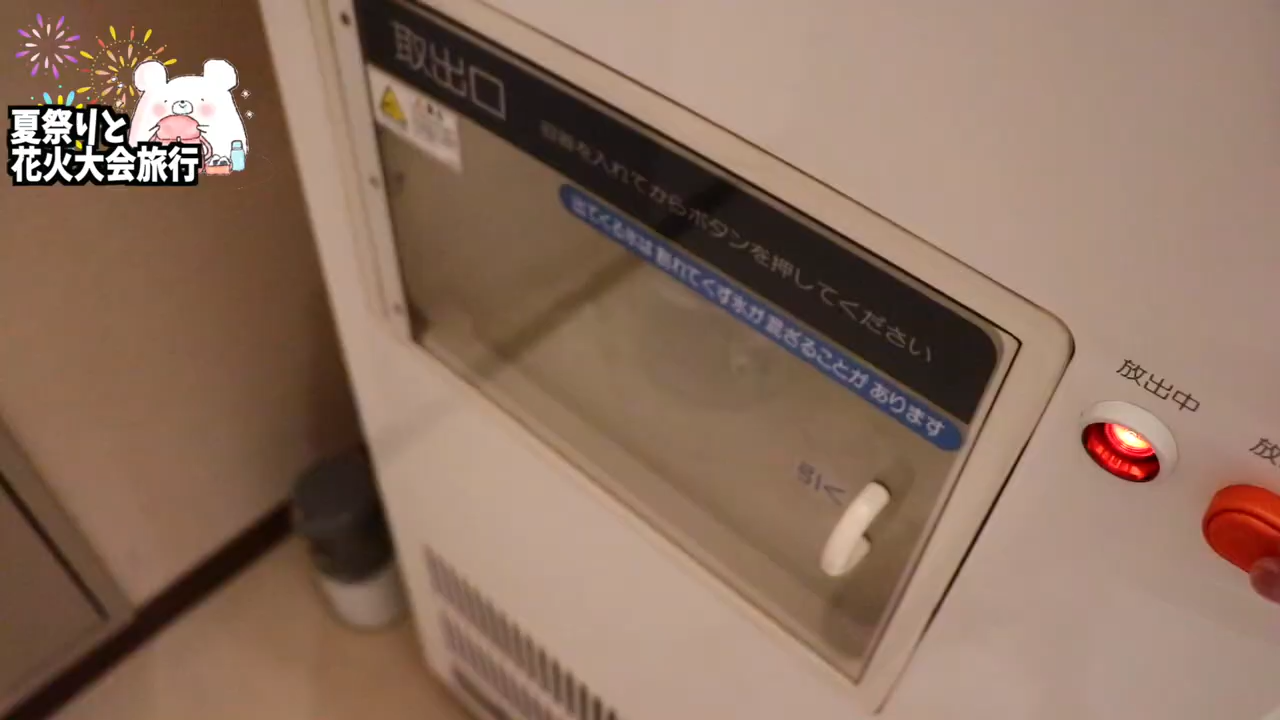 夏祭りと
花火大会旅行
取出口
容器を入れてからボタンを押してください
出てくる氷は 割れてくず氷が 混ざることが あります
放出中
放